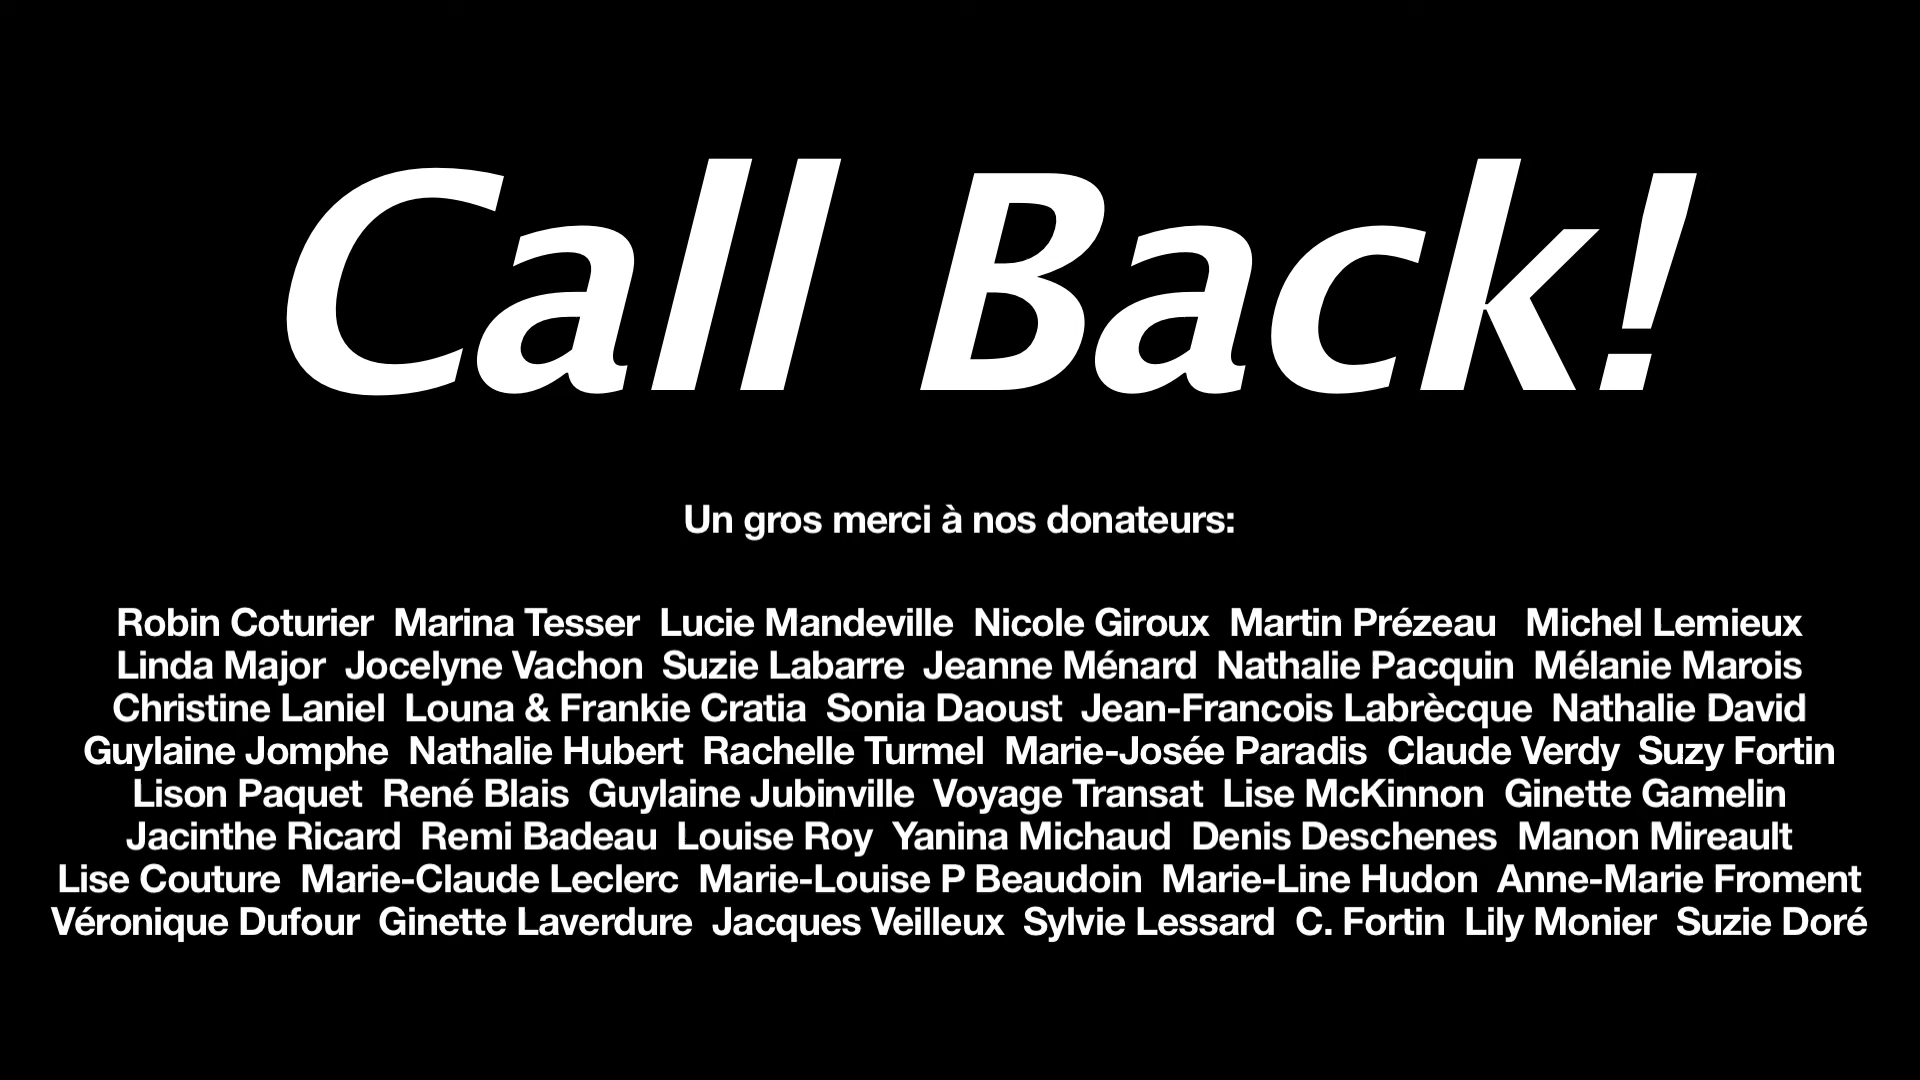 Call Back!
Un gros merci à nos donateurs:
Robin Coturier Marina Tesser Lucie Mandeville Nicole Giroux Martin Prézeau Michel Lemieux
Linda Major Jocelyne Vachon Suzie Labarre Jeanne Ménard Nathalie Pacquin Mélanie Marois
Christine Laniel Louna & Frankie Cratia Sonia Daoust Jean-Francois Labrècque Nathalie David
Guylaine Jomphe Nathalie Hubert Rachelle Turmel Marie-Josée Paradis Claude Verdy Suzy Fortin
Lison Paquet René Blais Guylaine Jubinville Voyage Transat Lise McKinnon Ginette Gamelin
Jacinthe Ricard Remi Badeau Louise Roy Yanina Michaud Denis Deschenes Manon Mireault
Lise Couture Marie-Claude Leclerc Marie-Louise P Beaudoin Marie-Line Hudon Anne-Marie Froment
Véronique Dufour Ginette Laverdure Jacques Veilleux Sylvie Lessard C. Fortin Lily Monier Suzie Doré